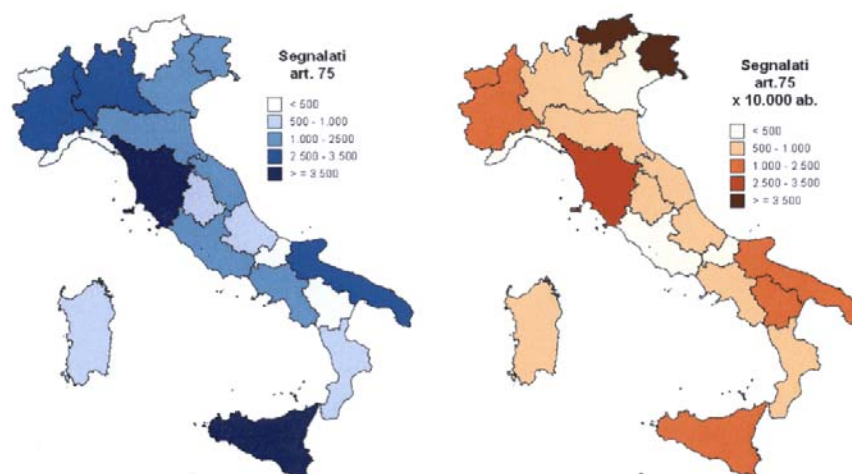 Segnalati
art. 75
< 500
500 - 1.000
1.000 - 2500
2 500 - 3 500
> = 3 500
Segnalati
art.75
x 10.000 ab.
< 500
500 - 1 000
1 000 - 2 500
2 500 - 3 500
> = 3 500